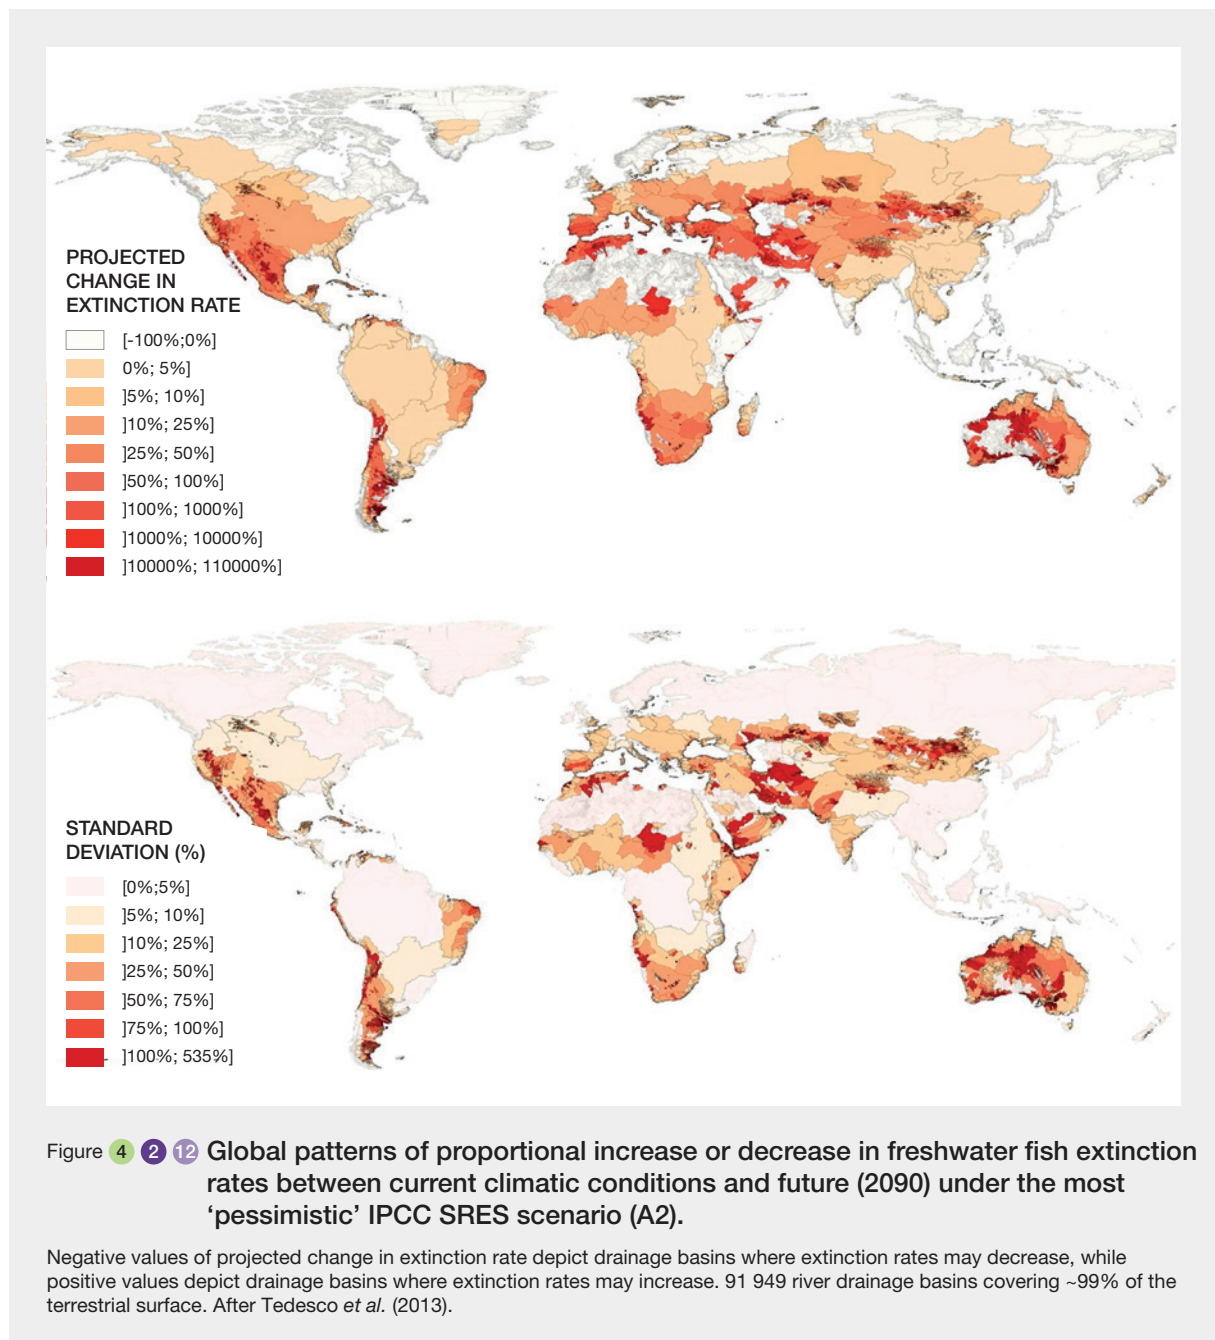 PROJECTED
CHANGE IN
EXTINCTION RATE
[-100%;0%]
0%; 5%]
]5%; 10%]
]10%; 25%]
]25%; 50%]
]50%; 100%]
]100%; 1000%]
]1000%; 10000%]
]10000%; 110000%]
STANDARD
DEVIATION (%)
[0%;5%]
]5%; 10%]
]10%; 25%]
]25%; 50%]
]50%; 75%]
]75%; 100%]
]100%; 535%]
Figure 4 2 12 Global patterns of proportional increase or decrease in freshwater fish extinction
rates between current climatic conditions and future (2090) under the most
‘pessimistic’ IPCC SRES scenario (A2).
Negative values of projected change in extinction rate depict drainage basins where extinction rates may decrease, while
positive values depict drainage basins where extinction rates may increase. 91 949 river drainage basins covering ~99% of the
terrestrial surface. After Tedesco et al. (2013).